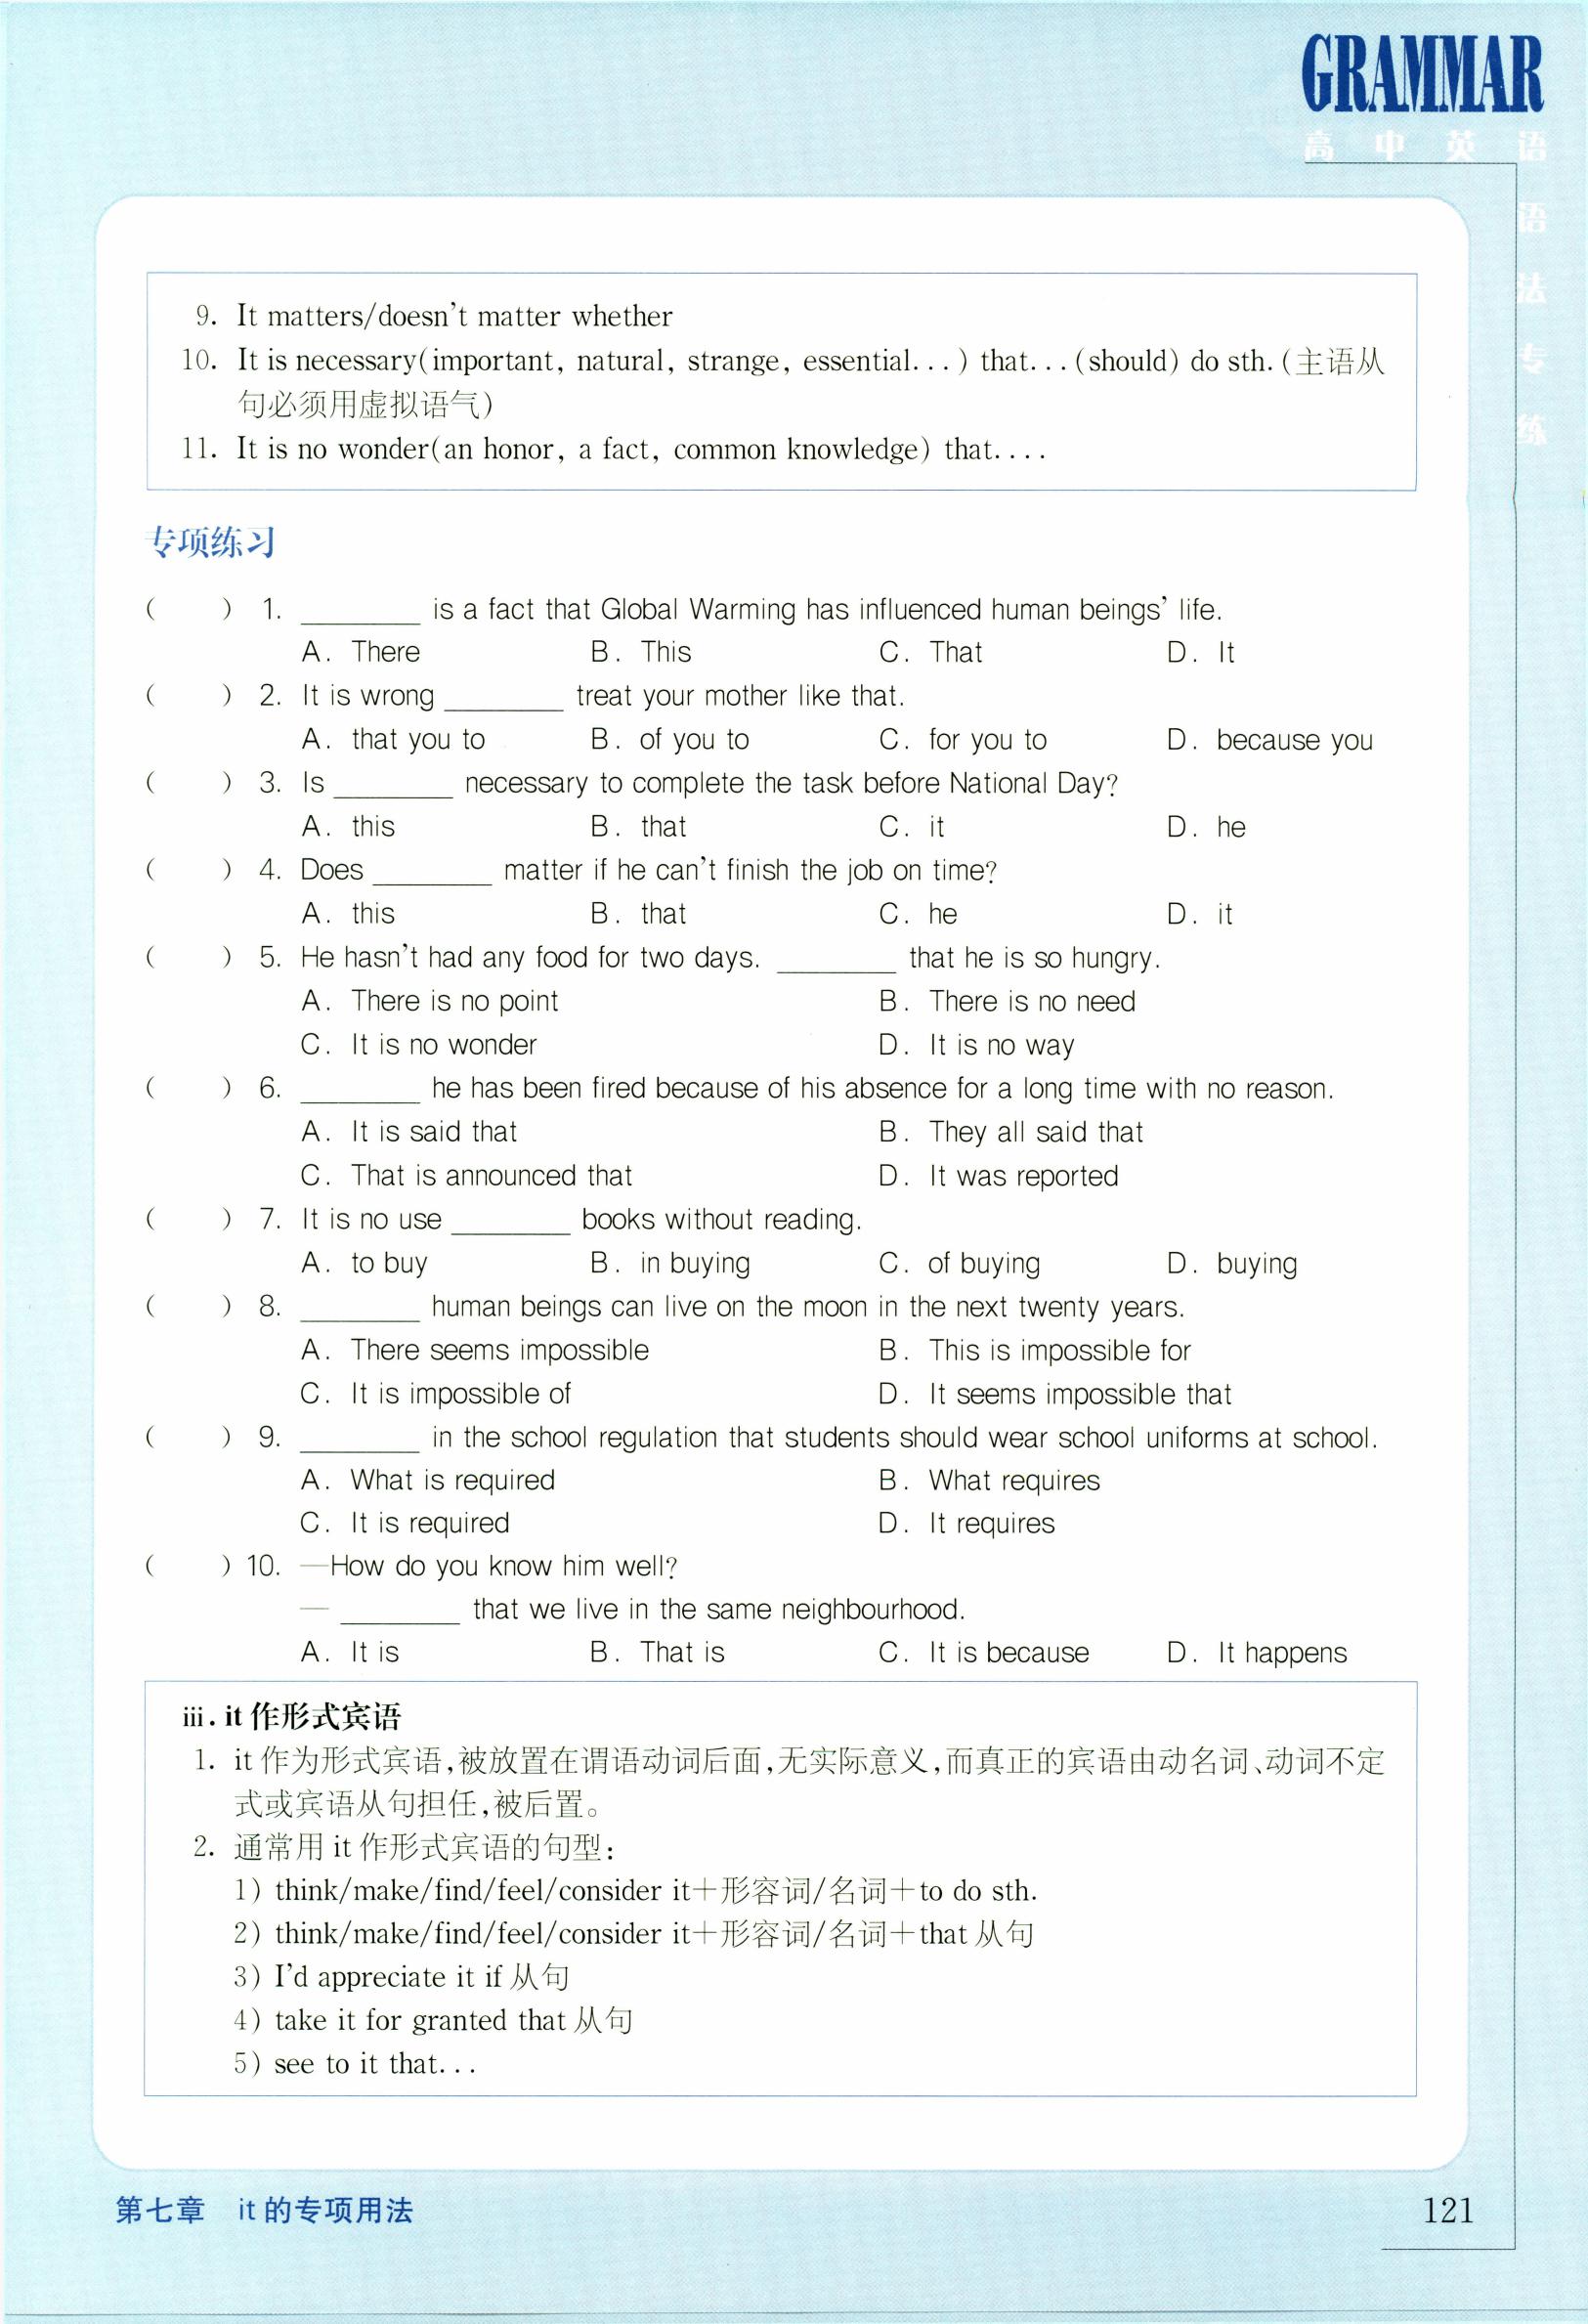 GRAMMAR
高中英语
语法专练
9. It matters/doesn't matter whether
10. It is necessary(important, natural, strange, essential...) that...(should) do sth.(主语从
句必须用虚拟语气)
11. It is no wonder(an honor, a fact, common knowledge) that....
专项练习
( ) 1. ________ is a fact that Global Warming has influenced human beings' life.
A. There B. This C. That D. It
( ) 2. It is wrong ________ treat your mother like that.
A. that you to B. of you to C. for you to D. because you
( ) 3. Is ________ necessary to complete the task before National Day?
A. this B. that C. it D. he
( ) 4. Does ________ matter if he can't finish the job on time?
A. this B. that C. he D. it
( ) 5. He hasn't had any food for two days. ________ that he is so hungry.
A. There is no point B. There is no need
C. It is no wonder D. It is no way
( ) 6. ________ he has been fired because of his absence for a long time with no reason.
A. It is said that B. They all said that
C. That is announced that D. It was reported
( ) 7. It is no use ________ books without reading.
A. to buy B. in buying C. of buying D. buying
( ) 8. ________ human beings can live on the moon in the next twenty years.
A. There seems impossible B. This is impossible for
C. It is impossible of D. It seems impossible that
( ) 9. ________ in the school regulation that students should wear school uniforms at school.
A. What is required B. What requires
C. It is required D. It requires
( ) 10. —How do you know him well?
— ________ that we live in the same neighbourhood.
A. It is B. That is C. It is because D. It happens
iii. it 作形式宾语
1. it 作为形式宾语,被放置在谓语动词后面,无实际意义,而真正的宾语由动名词、动词不定
式或宾语从句担任,被后置。
2. 通常用 it 作形式宾语的句型:
1) think/make/find/feel/consider it+形容词/名词+to do sth.
2) think/make/find/feel/consider it+形容词/名词+that 从句
3) I'd appreciate it if 从句
4) take it for granted that 从句
5) see to it that...
第七章 it 的专项用法
121